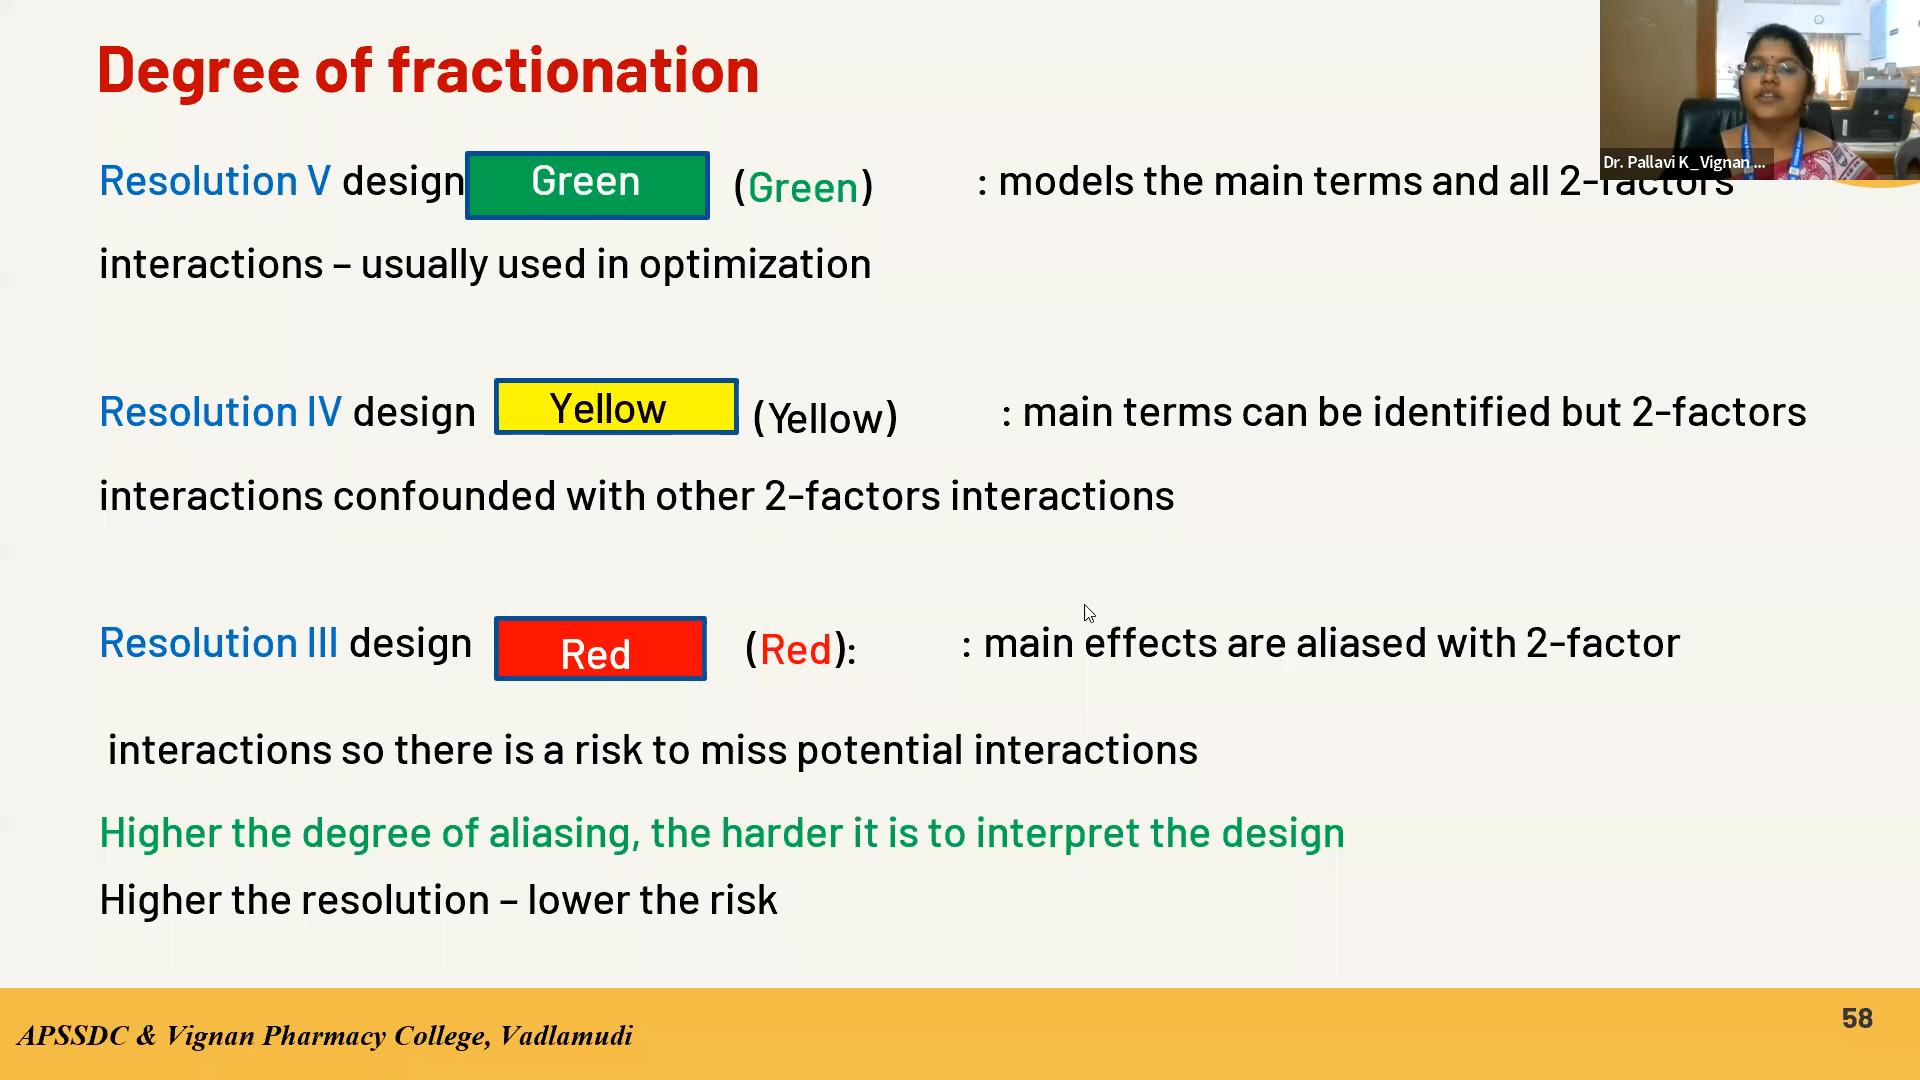 Degree of fractionation
Dr. Pallavi K_Vignan ...
Resolution V design Green (Green) : models the main terms and all 2-factors
interactions – usually used in optimization
Resolution IV design Yellow (Yellow) : main terms can be identified but 2-factors
interactions confounded with other 2-factors interactions
Resolution III design Red (Red): : main effects are aliased with 2-factor
interactions so there is a risk to miss potential interactions
Higher the degree of aliasing, the harder it is to interpret the design
Higher the resolution – lower the risk
58
APSSDC & Vignan Pharmacy College, Vadlamudi